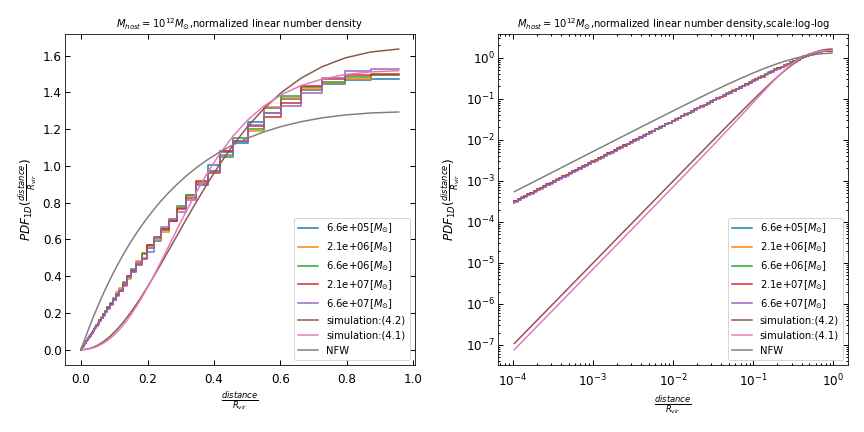 M_host = 10^12 M_⊙,normalized linear number density
PDF_1D(distance/R_vir)
1.6
1.4
1.2
1.0
0.8
0.6
0.4
0.2
0.0
6.6e+05[M_⊙]
2.1e+06[M_⊙]
6.6e+06[M_⊙]
2.1e+07[M_⊙]
6.6e+07[M_⊙]
simulation:(4.2)
simulation:(4.1)
NFW
0.0 0.2 0.4 0.6 0.8 1.0
distance/R_vir
M_host = 10^12 M_⊙,normalized linear number density,scale:log-log
PDF_1D(distance/R_vir)
10^0
10^-1
10^-2
10^-3
10^-4
10^-5
10^-6
10^-7
6.6e+05[M_⊙]
2.1e+06[M_⊙]
6.6e+06[M_⊙]
2.1e+07[M_⊙]
6.6e+07[M_⊙]
simulation:(4.2)
simulation:(4.1)
NFW
10^-4 10^-3 10^-2 10^-1 10^0
distance/R_vir